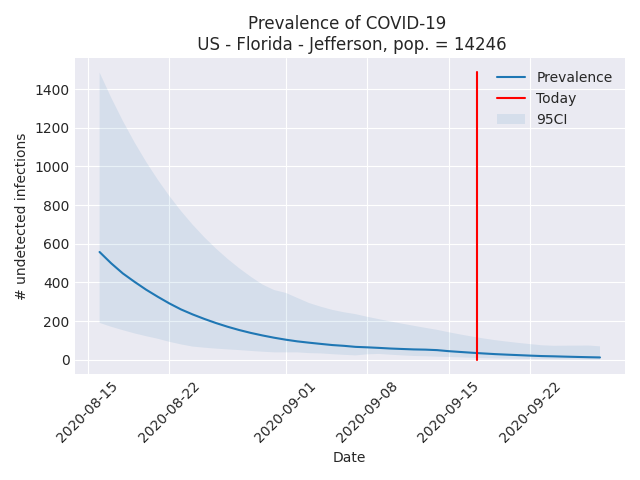 Prevalence of COVID-19
US - Florida - Jefferson, pop. = 14246
Prevalence
Today
95CI
1400
1200
1000
800
600
400
200
0
# undetected infections
2020-08-15
2020-08-22
2020-09-01
2020-09-08
2020-09-15
2020-09-22
Date